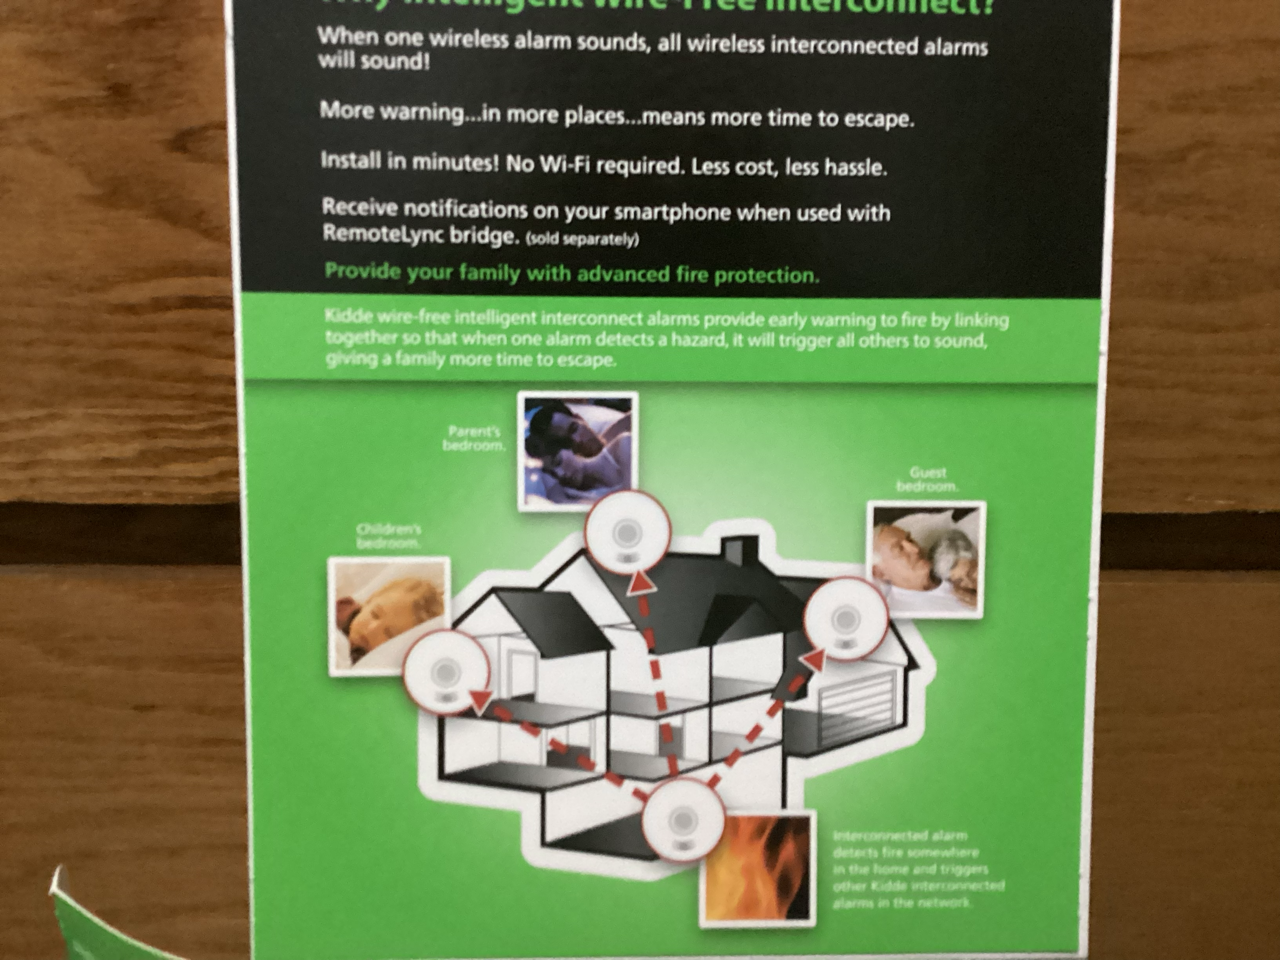 Why intelligent wire-free interconnect?
When one wireless alarm sounds, all wireless interconnected alarms
will sound!
More warning...in more places...means more time to escape.
Install in minutes! No Wi-Fi required. Less cost, less hassle.
Receive notifications on your smartphone when used with
RemoteLync bridge. (sold separately)
Provide your family with advanced fire protection.
Kidde wire-free intelligent interconnect alarms provide early warning to fire by linking
together so that when one alarm detects a hazard, it will trigger all others to sound,
giving a family more time to escape.
Parent's
bedroom.
Guest
bedroom.
Children's
bedroom.
Interconnected alarm
detects fire somewhere
in the home and triggers
other Kidde interconnected
alarms in the network.